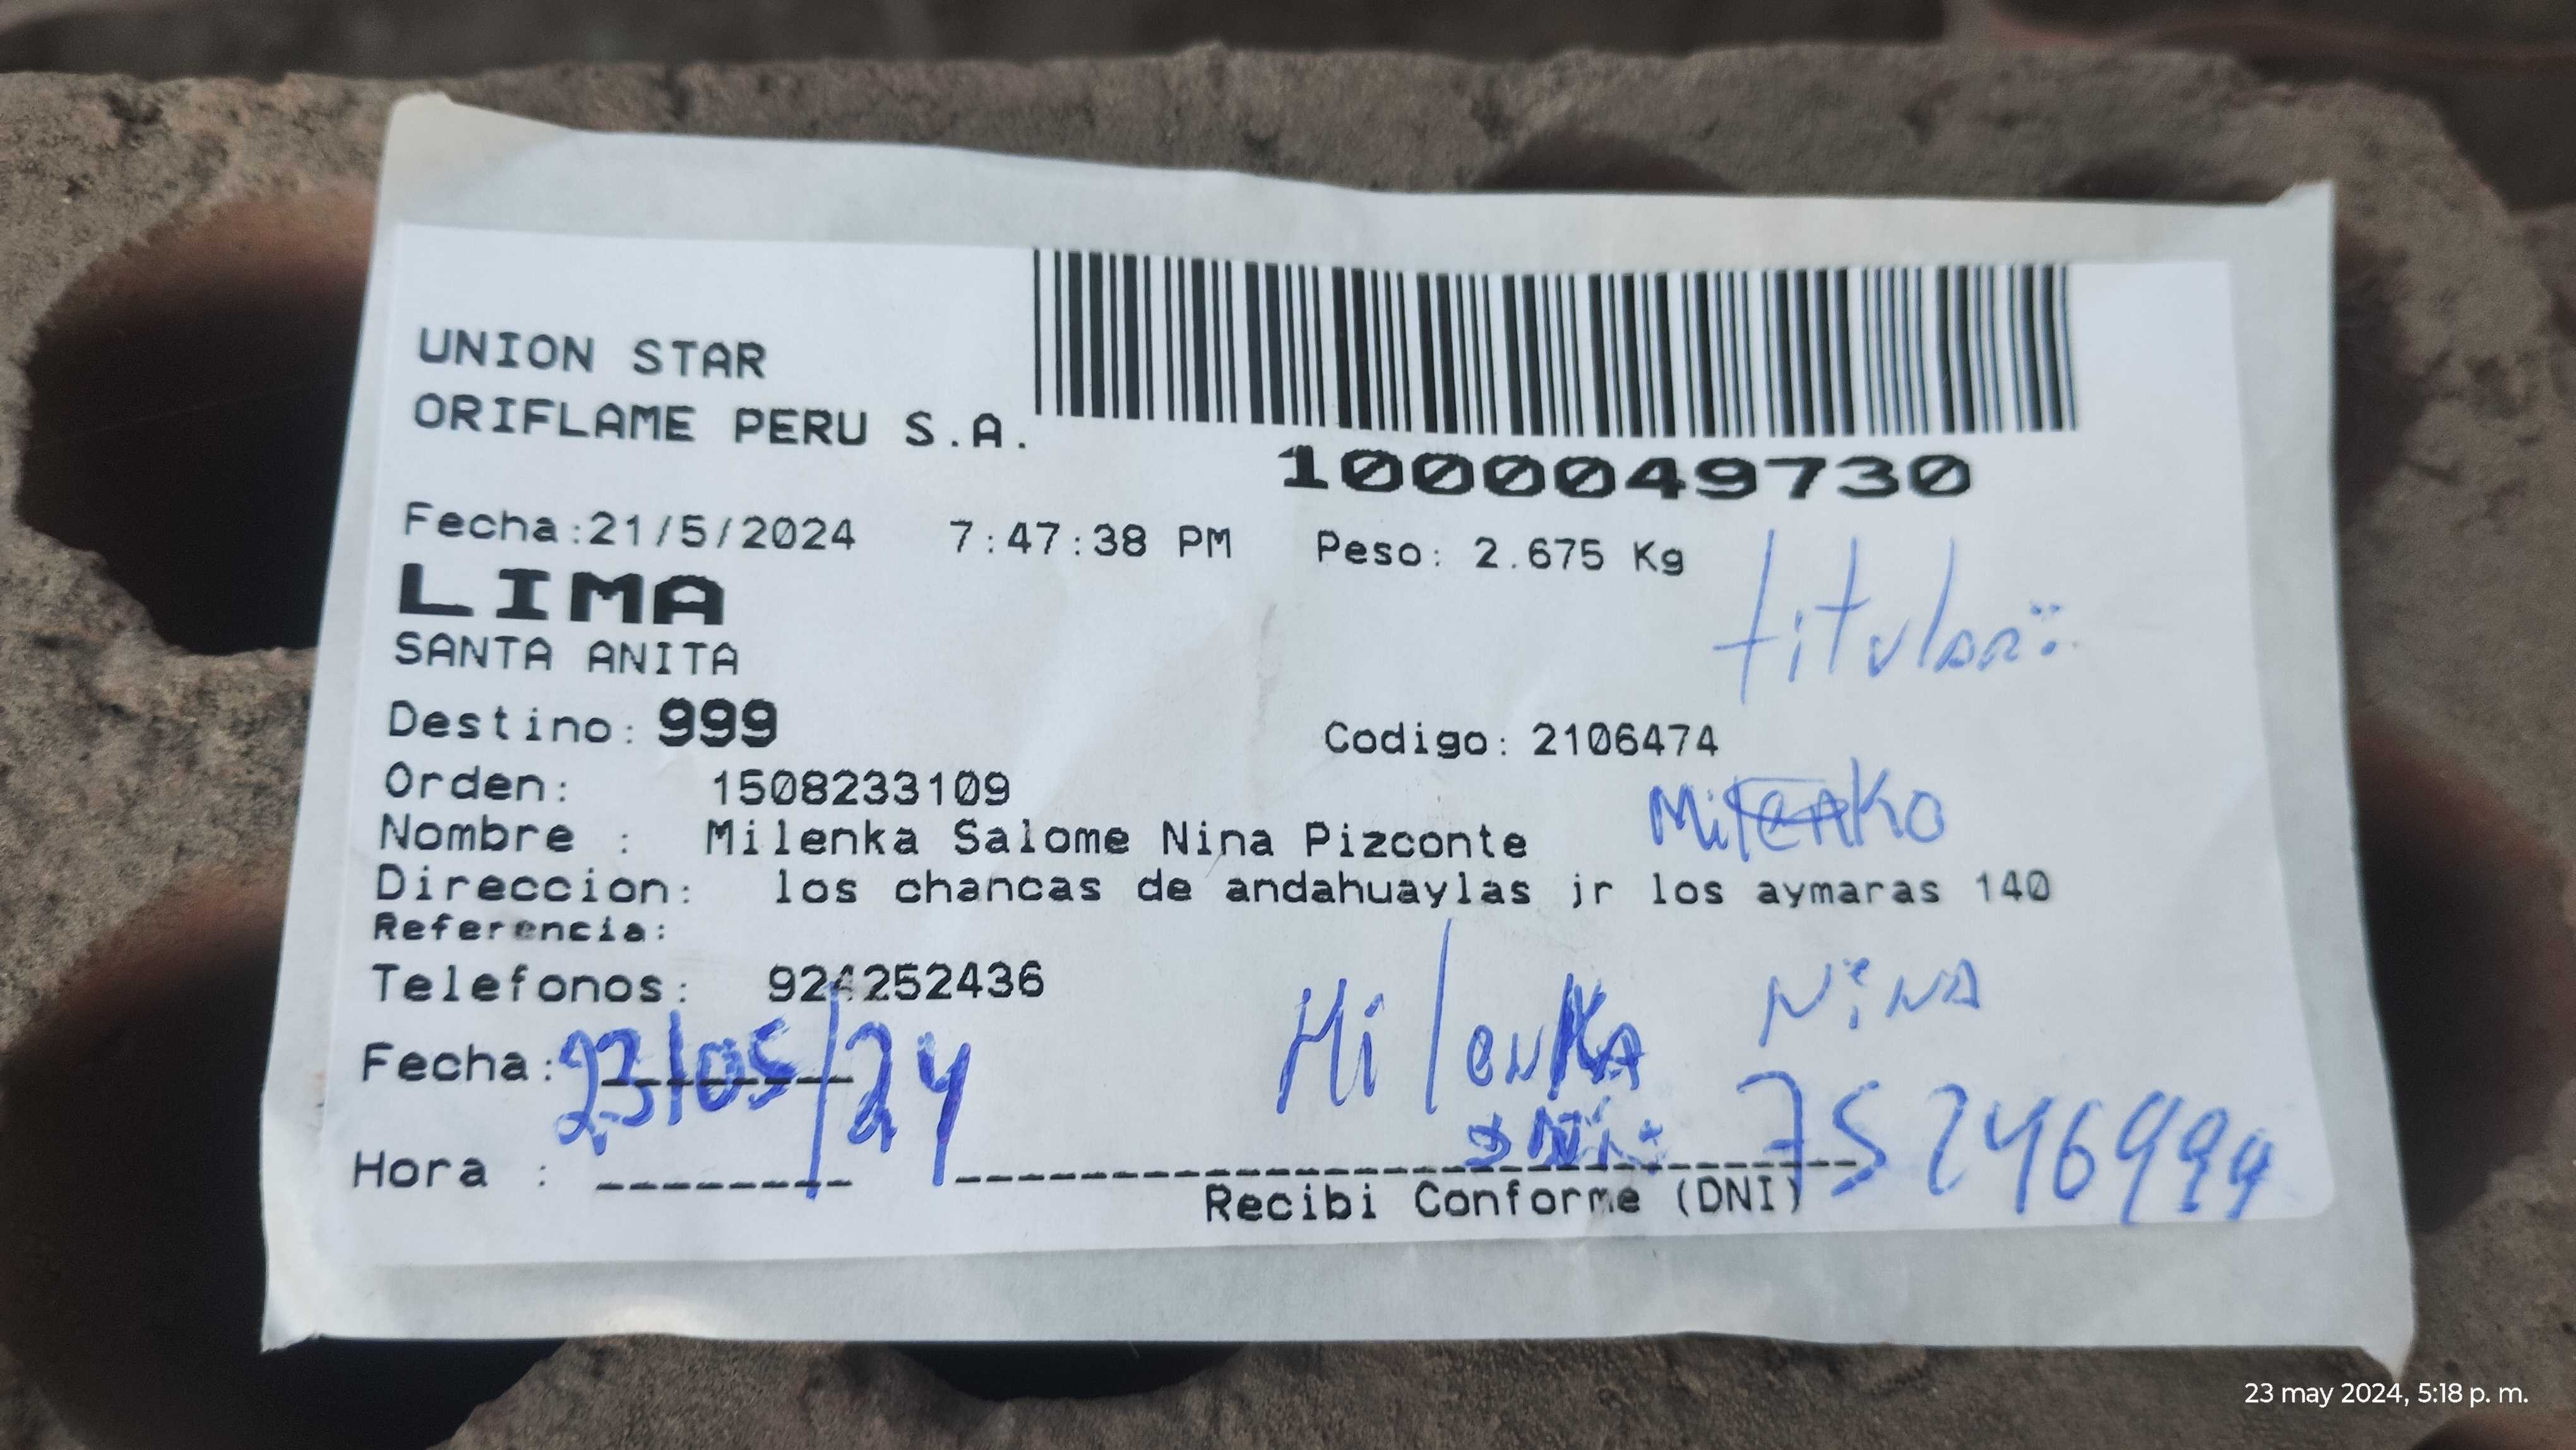 UNION STAR
ORIFLAME PERU S.A.
1000049730
Fecha:21/5/2024 7:47:38 PM Peso: 2.675 Kg
LIMA
titular:
SANTA ANITA
Destino: 999 Codigo: 2106474
Orden: 1508233109
Nombre : Milenka Salome Nina Pizconte
Direccion: los chancas de andahuaylas jr los aymaras 140
Referencia:
Telefonos: 924252436
Milenka Nina
Fecha: 23/05/24
DNI: 75246999
Hora :
Recibi Conforme (DNI)
23 may 2024, 5:18 p. m.